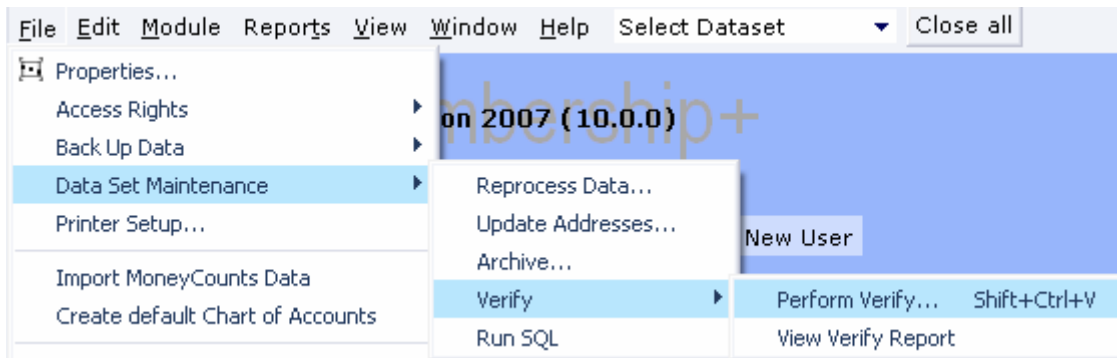 File Edit Module Reports View Window Help Select Dataset Close all
Properties...
Access Rights
Back Up Data
Data Set Maintenance
Printer Setup...
Import MoneyCounts Data
Create default Chart of Accounts
mbership+
on 2007 (10.0.0)
Reprocess Data...
Update Addresses...
Archive...
Verify
Run SQL
New User
Perform Verify... Shift+Ctrl+V
View Verify Report